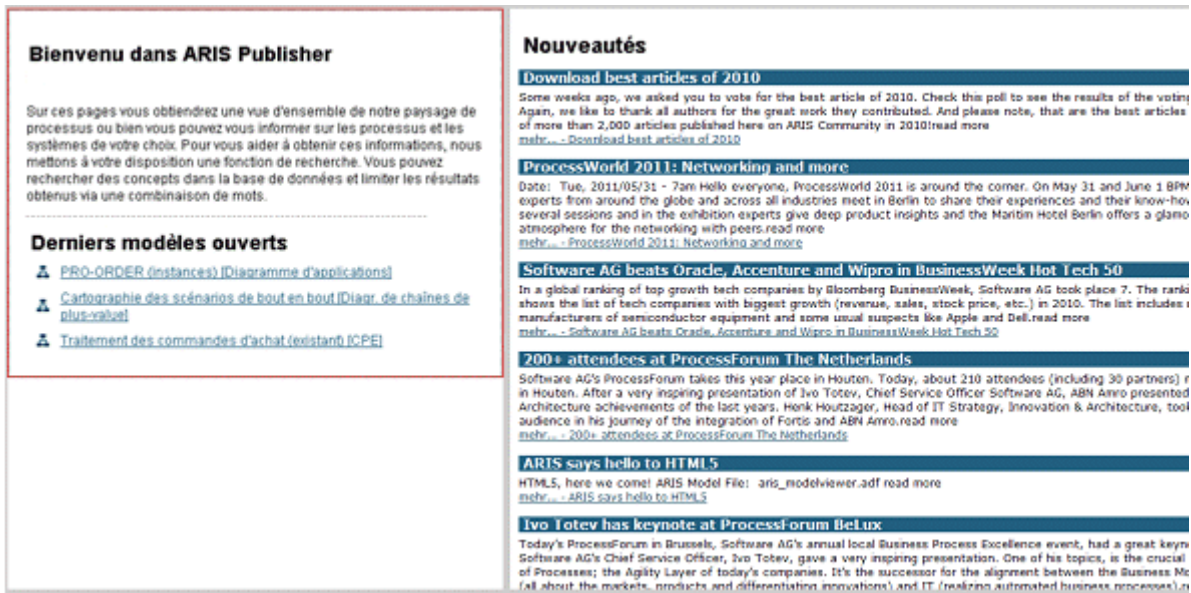 Bienvenu dans ARIS Publisher
Sur ces pages vous obtiendrez une vue d'ensemble de notre paysage de
processus ou bien vous pouvez vous informer sur les processus et les
systèmes de votre choix. Pour vous aider à obtenir ces informations, nous
mettons à votre disposition une fonction de recherche. Vous pouvez
rechercher des concepts dans la base de données et limiter les résultats
obtenus via une combinaison de mots.
Derniers modèles ouverts
PRO-ORDER (instances) [Diagramme d'applications]
Cartographie des scénarios de bout en bout [Diagr. de chaînes de
plus-value]
Traitement des commandes d'achat (existant) [CPE]
Nouveautés
Download best articles of 2010
Some weeks ago, we asked you to vote for the best article of 2010. Check this poll to see the results of the voting
Again, we like to thank all authors for the great work they contributed. And please note, that are the best articles
of more than 2,000 articles published here on ARIS Community in 2010!read more
mehr... - Download best articles of 2010
ProcessWorld 2011: Networking and more
Date: Tue, 2011/05/31 - 7am Hello everyone, ProcessWorld 2011 is around the corner. On May 31 and June 1 BPM
experts from around the globe and across all industries meet in Berlin to share their experiences and their know-how
several sessions and in the exhibition experts give deep product insights and the Maritim Hotel Berlin offers a glamo
atmosphere for the networking with peers.read more
mehr... - ProcessWorld 2011: Networking and more
Software AG beats Oracle, Accenture and Wipro in BusinessWeek Hot Tech 50
In a global ranking of top growth tech companies by Bloomberg BusinessWeek, Software AG took place 7. The ranki
shows the list of tech companies with biggest growth (revenue, sales, stock price, etc.) in 2010. The list includes
manufacturers of semiconductor equipment and some usual suspects like Apple and Dell.read more
mehr... - Software AG beats Oracle, Accenture and Wipro in BusinessWeek Hot Tech 50
200+ attendees at ProcessForum The Netherlands
Software AG's ProcessForum takes this year place in Houten. Today, about 210 attendees (including 30 partners)
in Houten. After a very inspiring presentation of Ivo Totev, Chief Service Officer Software AG, ABN Amro presented
Architecture achievements of the last years. Henk Houtzager, Head of IT Strategy, Innovation & Architecture, took
audience in his journey of the integration of Fortis and ABN Amro.read more
mehr... - 200+ attendees at ProcessForum The Netherlands
ARIS says hello to HTML5
HTML5, here we come! ARIS Model File: aris_modelviewer.adf read more
mehr... - ARIS says hello to HTML5
Ivo Totev has keynote at ProcessForum BeLux
Today's ProcessForum in Brussels, Software AG's annual local Business Process Excellence event, had a great keyn
Software AG's Chief Service Officer, Ivo Totev, gave a very inspiring presentation. One of his topics, is the crucial
of Processes; the Agility Layer of today's companies. It's the successor for the alignment between the Business Mo
(all about the markets, products and differentiating innovations) and IT (realizing automated business processes).r